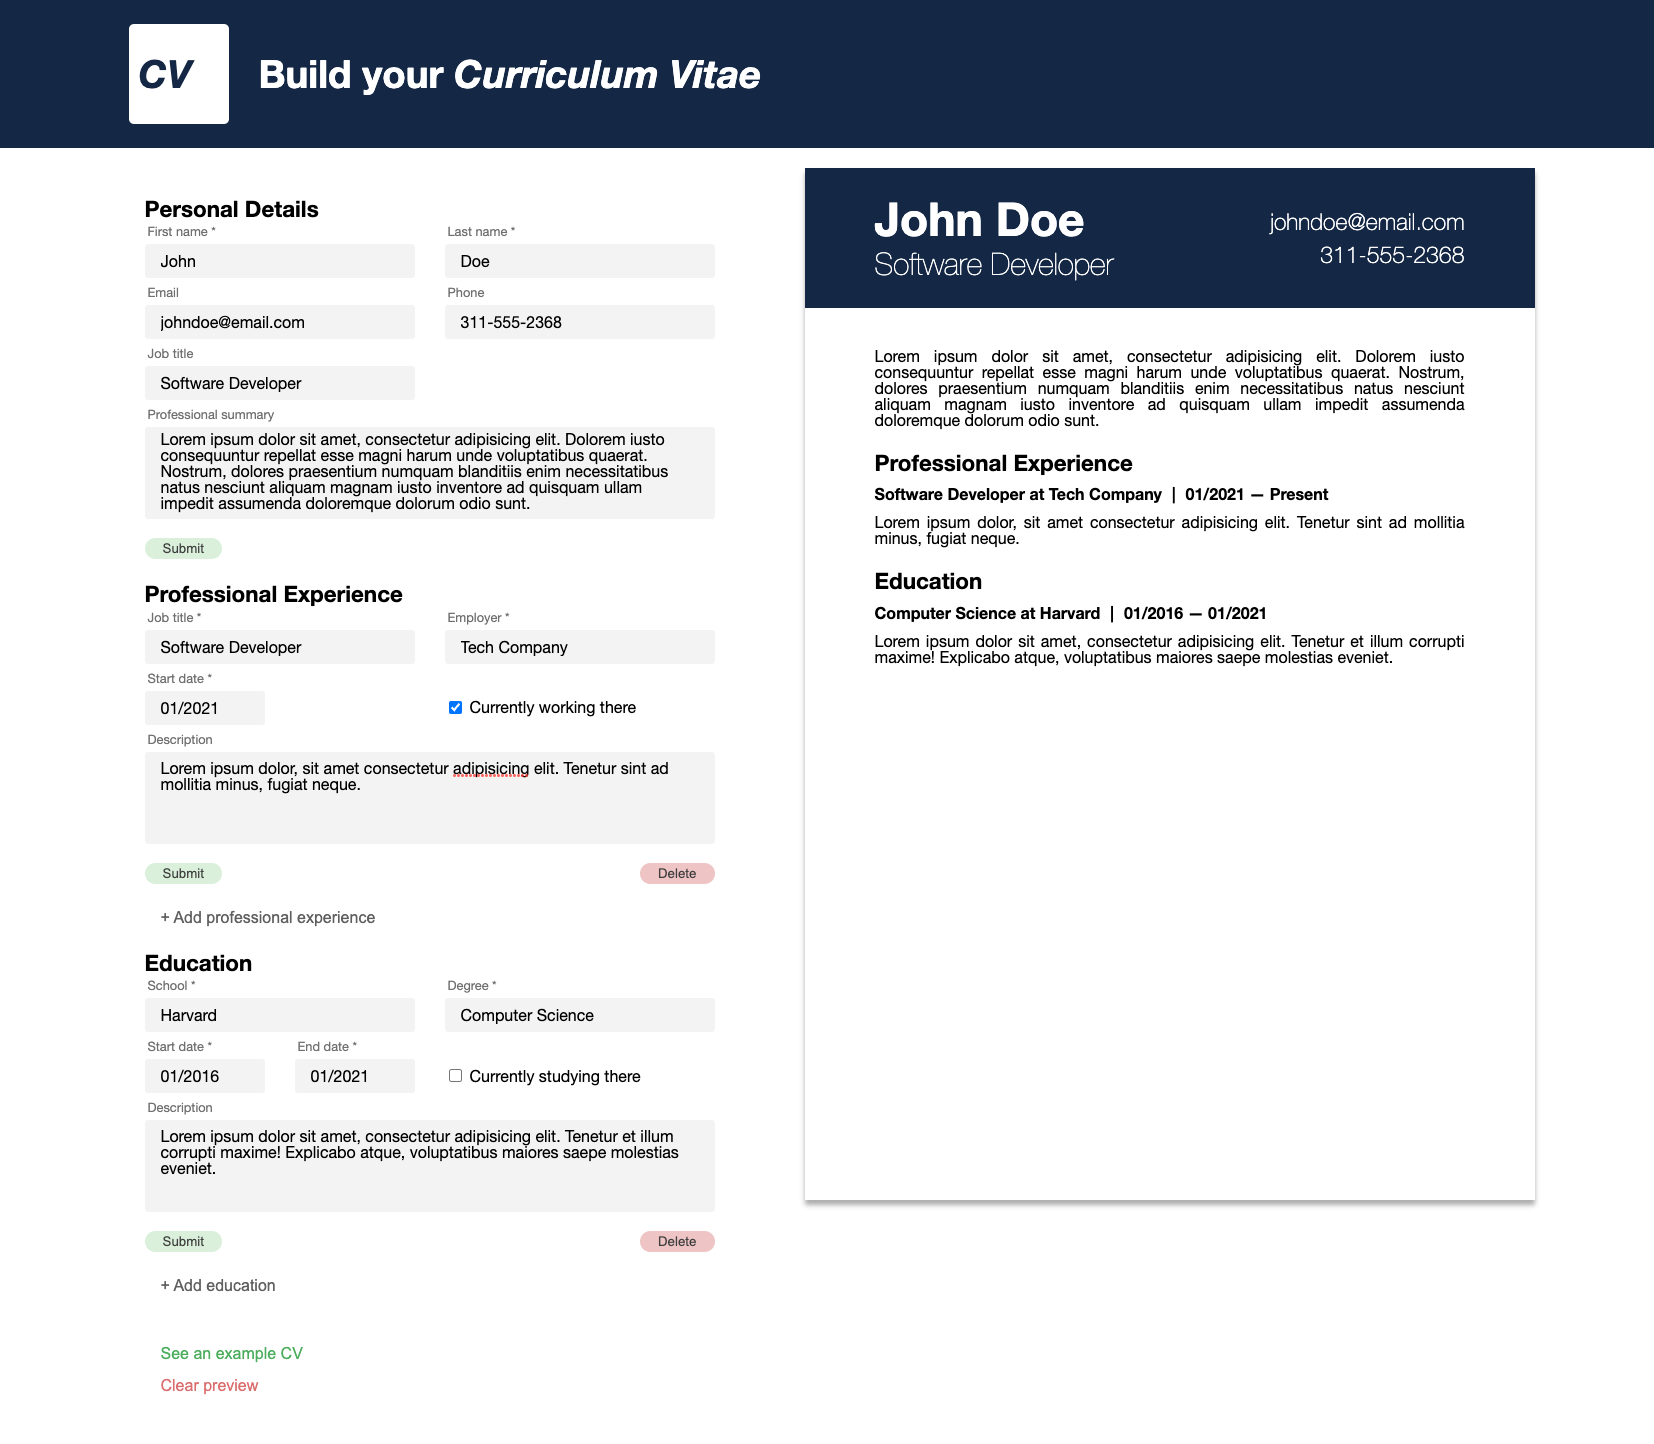 CV
Build your Curriculum Vitae
Personal Details
First name *
Last name *
John
Doe
Email
Phone
johndoe@email.com
311-555-2368
Job title
Software Developer
Professional summary
Lorem ipsum dolor sit amet, consectetur adipisicing elit. Dolorem iusto
consequuntur repellat esse magni harum unde voluptatibus quaerat.
Nostrum, dolores praesentium numquam blanditiis enim necessitatibus
natus nesciunt aliquam magnam iusto inventore ad quisquam ullam
impedit assumenda doloremque dolorum odio sunt.
Submit
Professional Experience
Job title *
Employer *
Software Developer
Tech Company
Start date *
01/2021
Currently working there
Description
Lorem ipsum dolor, sit amet consectetur adipisicing elit. Tenetur sint ad
mollitia minus, fugiat neque.
Submit
Delete
+ Add professional experience
Education
School *
Degree *
Harvard
Computer Science
Start date *
End date *
01/2016
01/2021
Currently studying there
Description
Lorem ipsum dolor sit amet, consectetur adipisicing elit. Tenetur et illum
corrupti maxime! Explicabo atque, voluptatibus maiores saepe molestias
eveniet.
Submit
Delete
+ Add education
See an example CV
Clear preview
John Doe
Software Developer
johndoe@email.com
311-555-2368
Lorem ipsum dolor sit amet, consectetur adipisicing elit. Dolorem iusto
consequuntur repellat esse magni harum unde voluptatibus quaerat. Nostrum,
dolores praesentium numquam blanditiis enim necessitatibus natus nesciunt
aliquam magnam iusto inventore ad quisquam ullam impedit assumenda
doloremque dolorum odio sunt.
Professional Experience
Software Developer at Tech Company | 01/2021 — Present
Lorem ipsum dolor, sit amet consectetur adipisicing elit. Tenetur sint ad mollitia
minus, fugiat neque.
Education
Computer Science at Harvard | 01/2016 — 01/2021
Lorem ipsum dolor sit amet, consectetur adipisicing elit. Tenetur et illum corrupti
maxime! Explicabo atque, voluptatibus maiores saepe molestias eveniet.